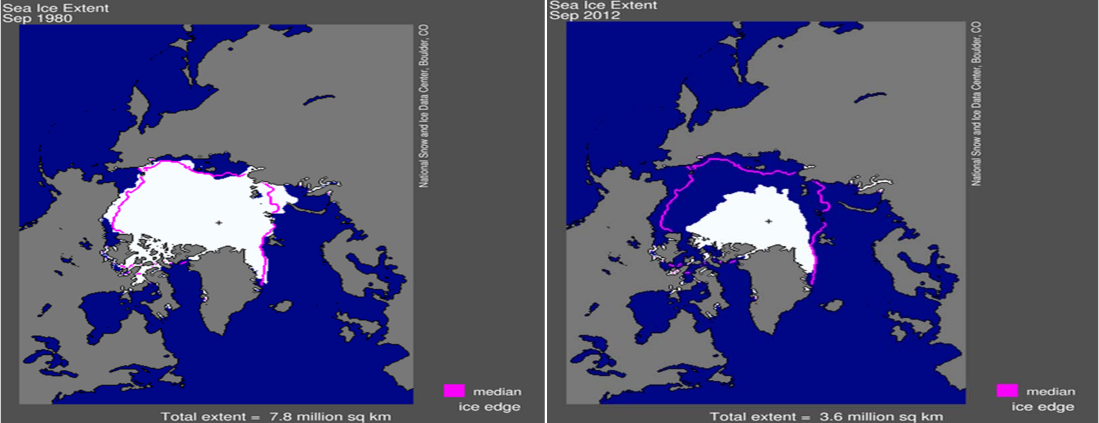 Sea Ice Extent
Sep 1980
National Snow and Ice Data Center, Boulder, CO
median
ice edge
Total extent = 7.8 million sq km
Sea Ice Extent
Sep 2012
National Snow and Ice Data Center, Boulder, CO
median
ice edge
Total extent = 3.6 million sq km